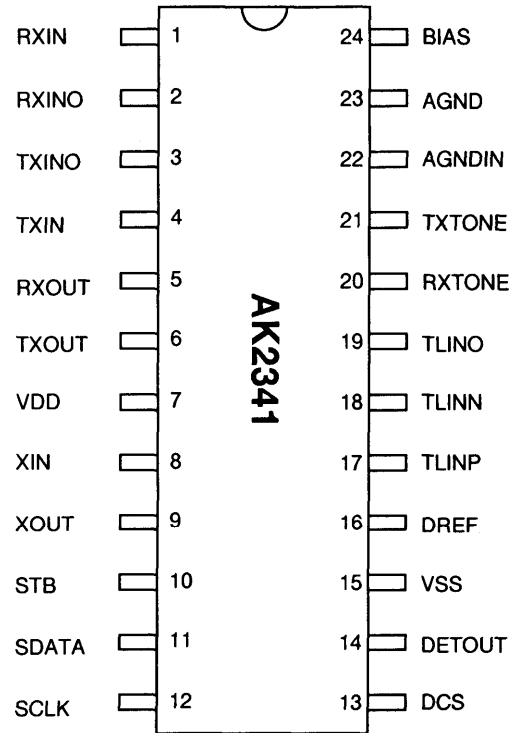 RXIN 1 24 BIAS
RXINO 2 23 AGND
TXINO 3 22 AGNDIN
TXIN 4 21 TXTONE
RXOUT 5 20 RXTONE
TXOUT 6 19 TLINO
VDD 7 18 TLINN
XIN 8 17 TLINP
XOUT 9 16 DREF
STB 10 15 VSS
SDATA 11 14 DETOUT
SCLK 12 13 DCS
AK2341